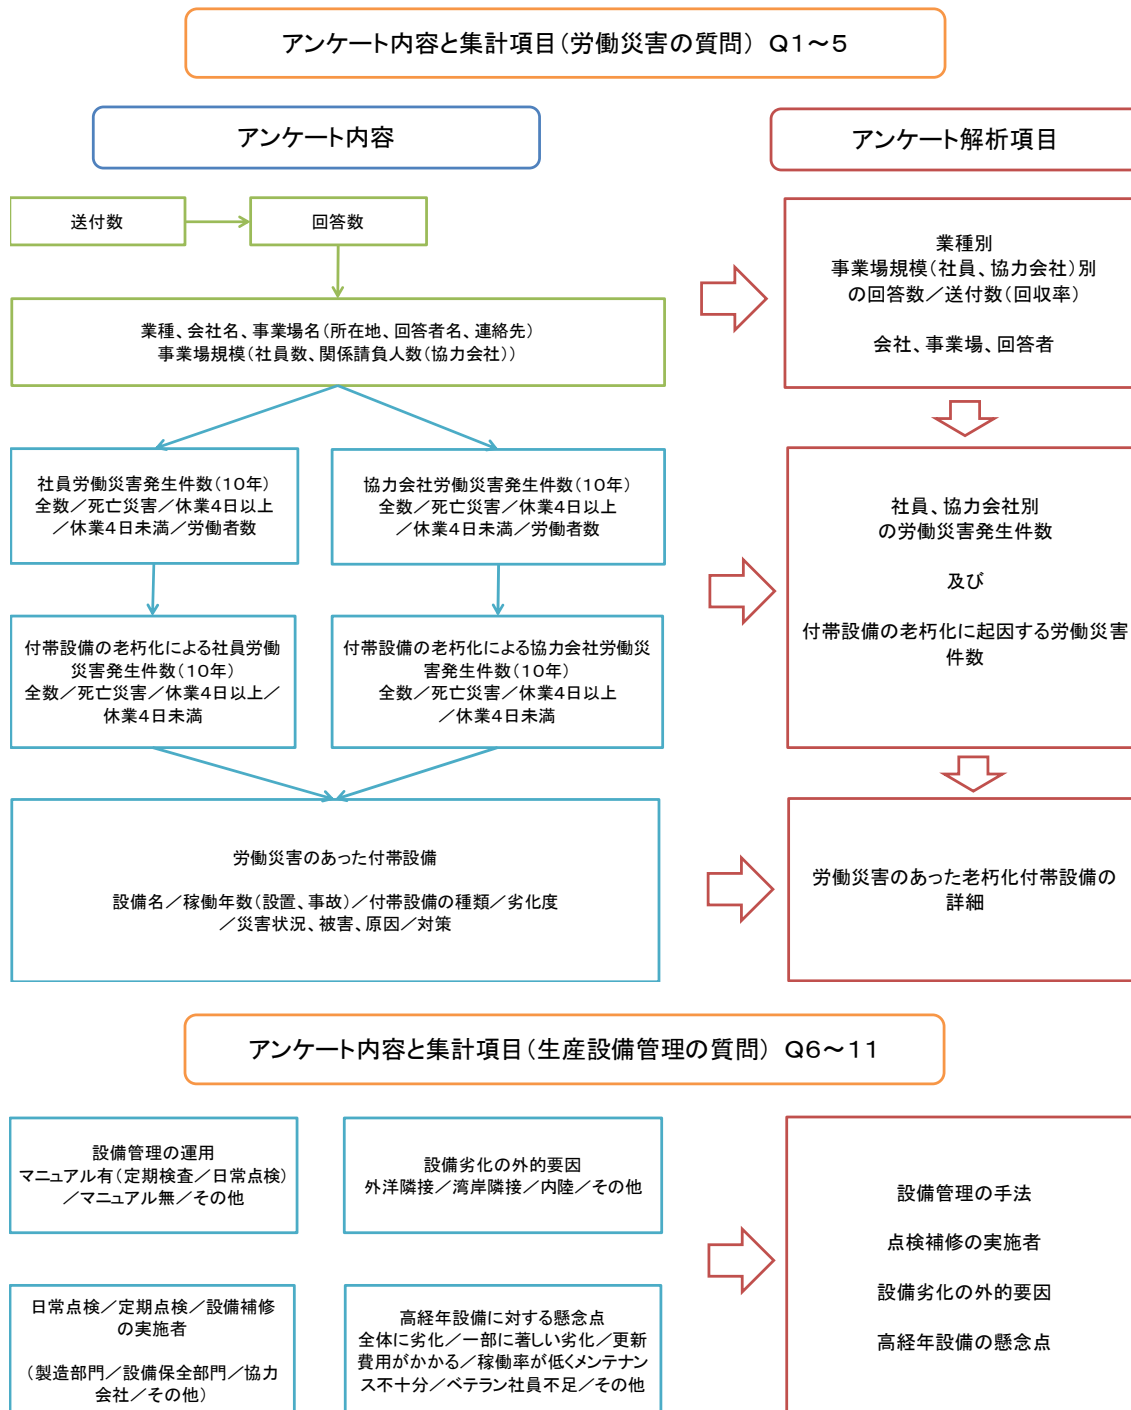 アンケート内容と集計項目(労働災害の質問) Q1～5
アンケート内容
アンケート解析項目
送付数
回答数
業種、会社名、事業場名(所在地、回答者名、連絡先)
事業場規模(社員数、関係請負人数(協力会社))
業種別
事業場規模(社員、協力会社)別
の回答数／送付数(回収率)
会社、事業場、回答者
社員労働災害発生件数(10年)
全数／死亡災害／休業4日以上
／休業4日未満／労働者数
協力会社労働災害発生件数(10年)
全数／死亡災害／休業4日以上
／休業4日未満／労働者数
付帯設備の老朽化による社員労働
災害発生件数(10年)
全数／死亡災害／休業4日以上／
休業4日未満
付帯設備の老朽化による協力会社労働災
害発生件数(10年)
全数／死亡災害／休業4日以上
／休業4日未満
社員、協力会社別
の労働災害発生件数
及び
付帯設備の老朽化に起因する労働災害
件数
労働災害のあった付帯設備
設備名／稼働年数(設置、事故)／付帯設備の種類／劣化度
／災害状況、被害、原因／対策
労働災害のあった老朽化付帯設備の
詳細
アンケート内容と集計項目(生産設備管理の質問) Q6～11
設備管理の運用
マニュアル有(定期検査／日常点検)
／マニュアル無／その他
設備劣化の外的要因
外洋隣接／湾岸隣接／内陸／その他
日常点検／定期点検／設備補修
の実施者
(製造部門／設備保全部門／協力
会社／その他)
高経年設備に対する懸念点
全体に劣化／一部に著しい劣化／更新
費用がかかる／稼働率が低くメンテナン
ス不十分／ベテラン社員不足／その他
設備管理の手法
点検補修の実施者
設備劣化の外的要因
高経年設備の懸念点